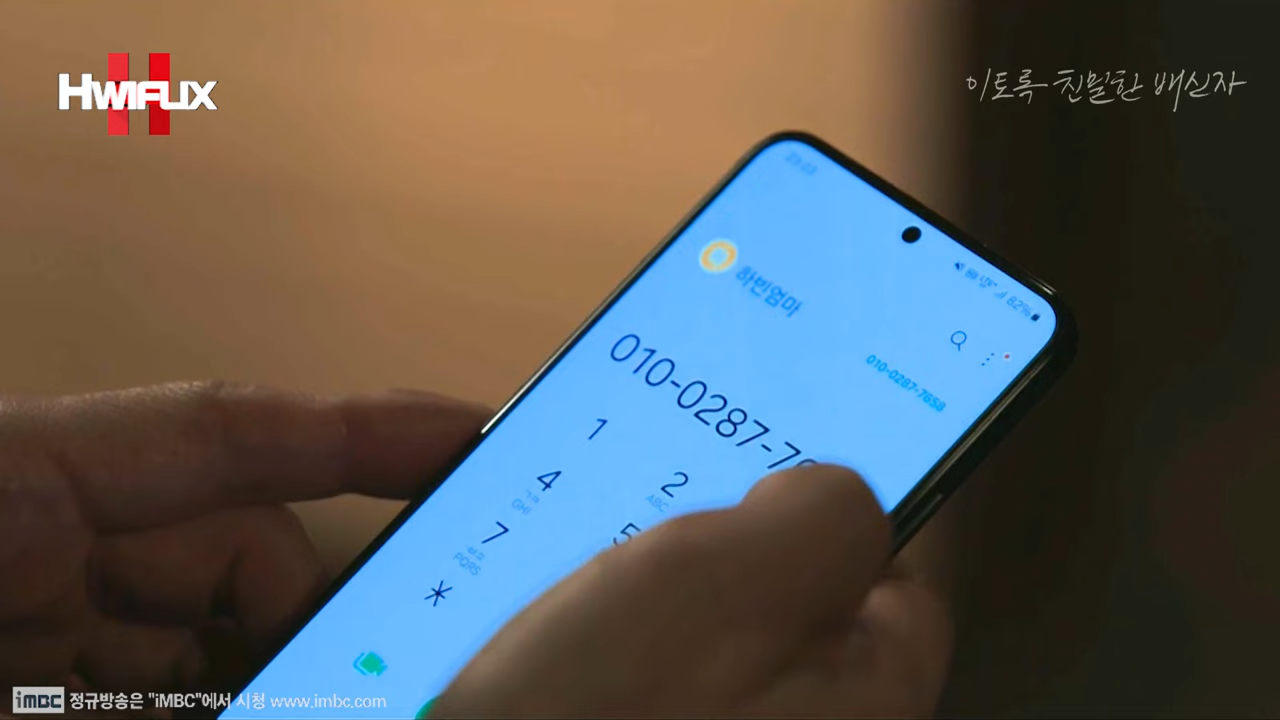 HWIFLIX
이토록 친밀한 배신자
82%
하빈엄마
010-0287-7658
010-0287-7
1
2
ABC
4
GHI
5
7
PQRS
*
iMBC 정규방송은 "iMBC"에서 시청 www.imbc.com